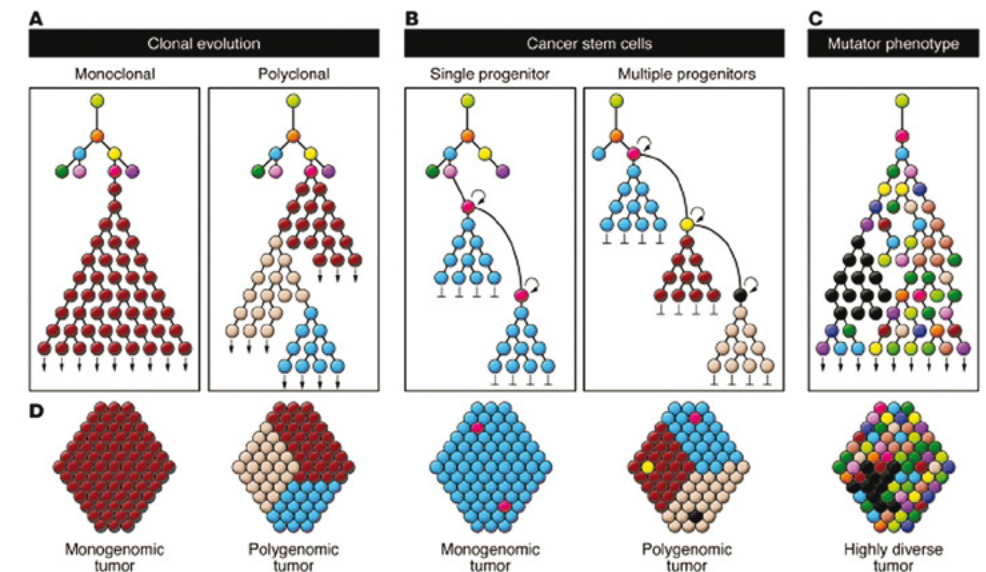 A
B
C
Clonal evolution
Cancer stem cells
Mutator phenotype
Monoclonal
Polyclonal
Single progenitor
Multiple progenitors
D
Monogenomic
tumor
Polygenomic
tumor
Monogenomic
tumor
Polygenomic
tumor
Highly diverse
tumor